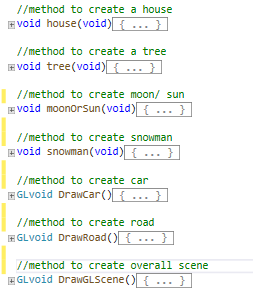 //method to create a house
void house(void){ ... }
//method to create a tree
void tree(void){ ... }
//method to create moon/ sun
void moonOrSun(void){ ... }
//method to create snowman
void snowman(void){ ... }
//method to create car
GLvoid DrawCar(){ ... }
//method to create road
GLvoid DrawRoad(){ ... }
//method to create overall scene
GLvoid DrawGLScene(){ ... }